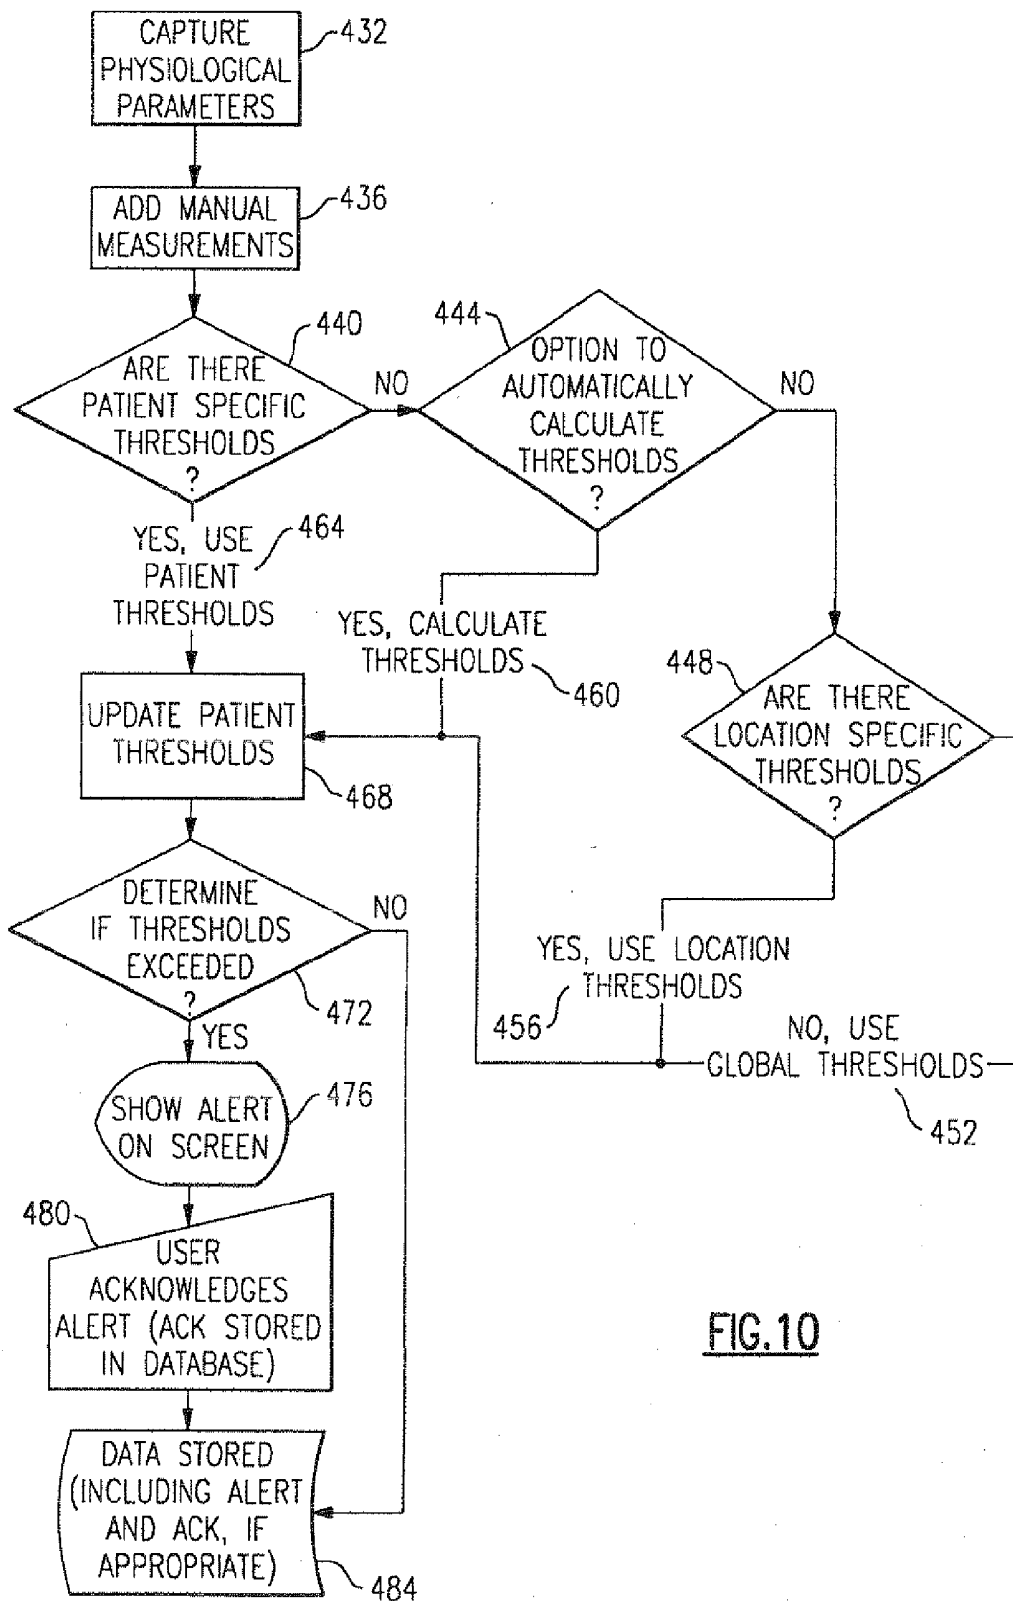 CAPTURE
PHYSIOLOGICAL
PARAMETERS
432
ADD MANUAL
MEASUREMENTS
436
ARE THERE
PATIENT SPECIFIC
THRESHOLDS
?
440
NO
OPTION TO
AUTOMATICALLY
CALCULATE
THRESHOLDS
?
444
NO
YES, USE
PATIENT
THRESHOLDS
464
YES, CALCULATE
THRESHOLDS
460
ARE THERE
LOCATION SPECIFIC
THRESHOLDS
?
448
UPDATE PATIENT
THRESHOLDS
468
DETERMINE
IF THRESHOLDS
EXCEEDED
?
472
NO
YES
YES, USE LOCATION
THRESHOLDS
456
NO, USE
GLOBAL THRESHOLDS
452
SHOW ALERT
ON SCREEN
476
480
USER
ACKNOWLEDGES
ALERT (ACK STORED
IN DATABASE)
FIG.10
DATA STORED
(INCLUDING ALERT
AND ACK, IF
APPROPRIATE)
484